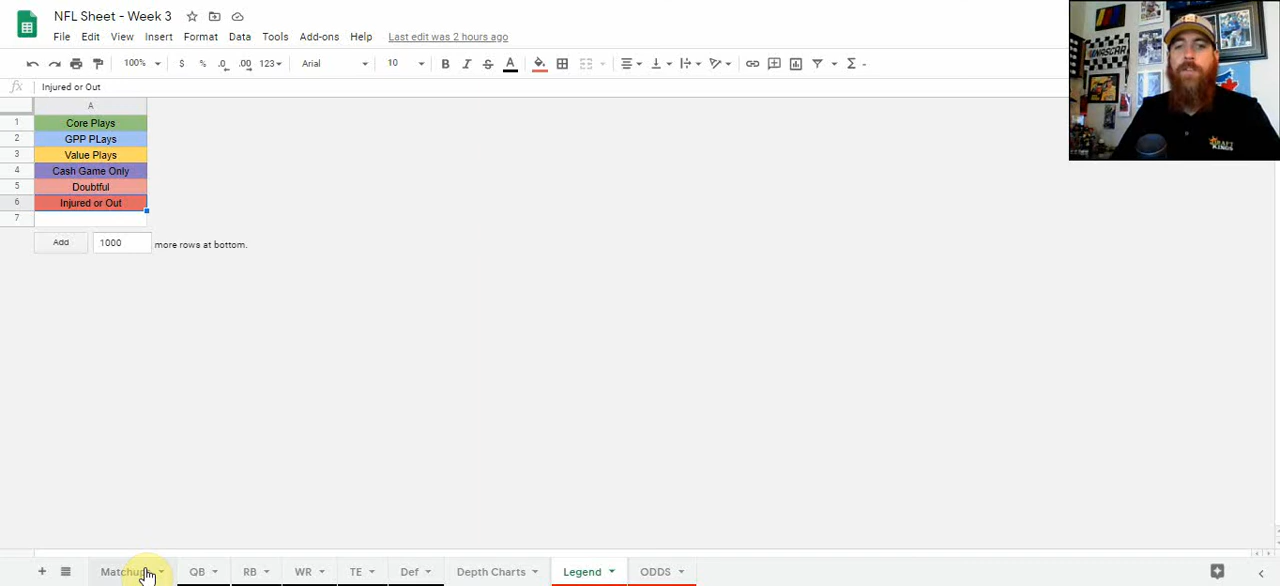 NFL Sheet - Week 3
File Edit View Insert Format Data Tools Add-ons Help Last edit was 2 hours ago
100% $ % .0 .00 123 Arial 10 B I S A
fx Injured or Out
A
1 Core Plays
2 GPP PLays
3 Value Plays
4 Cash Game Only
5 Doubtful
6 Injured or Out
7
Add 1000 more rows at bottom.
NASCAR
KINGS
QB RB WR TE Def Depth Charts Legend ODDS